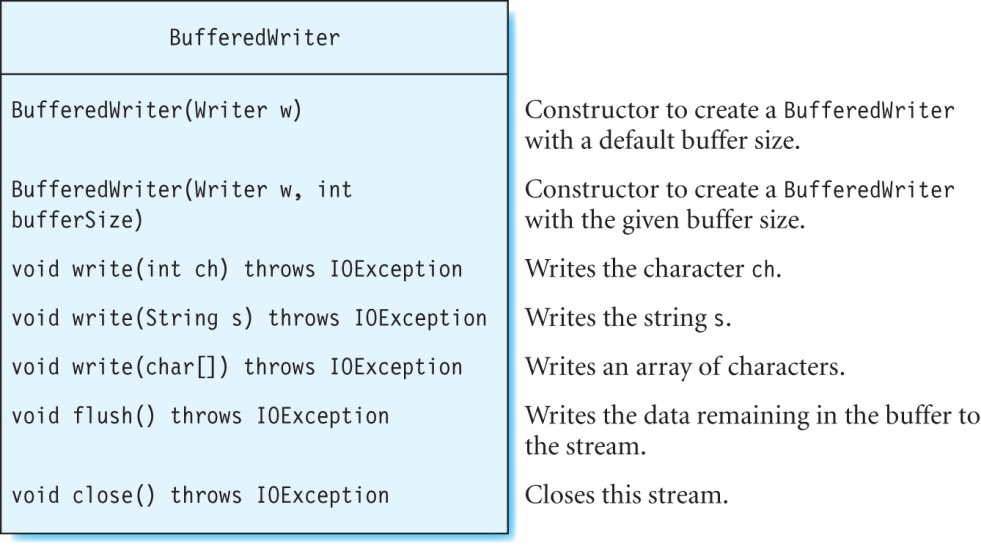 BufferedWriter
BufferedWriter(Writer w)
Constructor to create a BufferedWriter
with a default buffer size.
BufferedWriter(Writer w, int
bufferSize)
Constructor to create a BufferedWriter
with the given buffer size.
void write(int ch) throws IOException
Writes the character ch.
void write(String s) throws IOException
Writes the string s.
void write(char[]) throws IOException
Writes an array of characters.
void flush() throws IOException
Writes the data remaining in the buffer to
the stream.
void close() throws IOException
Closes this stream.